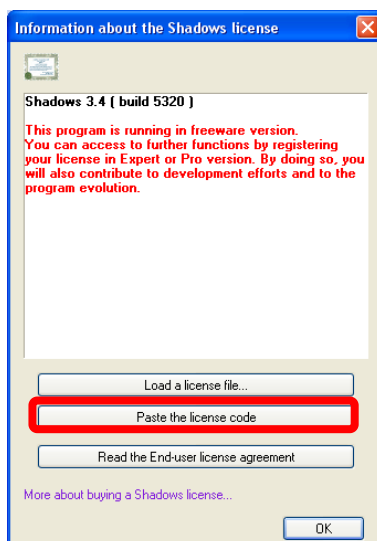 Information about the Shadows license
Shadows 3.4 ( build 5320 )
This program is running in freeware version.
You can access to further functions by registering
your license in Expert or Pro version. By doing so, you
will also contribute to development efforts and to the
program evolution.
Load a license file...
Paste the license code
Read the End-user license agreement
More about buying a Shadows license...
OK